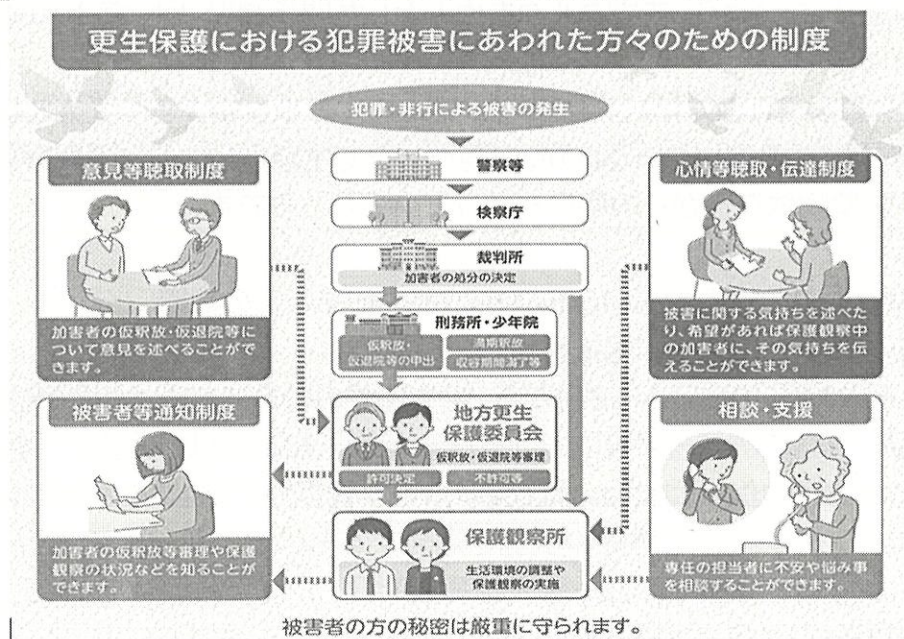 更生保護における犯罪被害にあわれた方々のための制度
犯罪・非行による被害の発生
警察等
検察庁
裁判所
加害者の処分の決定
刑務所・少年院
仮釈放・
仮退院等の申出
満期釈放
収容期間満了等
地方更生
保護委員会
仮釈放・仮退院等審理
許可決定
不許可等
保護観察所
生活環境の調整や
保護観察の実施
意見等聴取制度
加害者の仮釈放・仮退院等に
ついて意見を述べることがで
きます。
被害者等通知制度
加害者の仮釈放等審理や保護
観察の状況などを知ることが
できます。
心情等聴取・伝達制度
被害に関する気持ちを述べた
り、希望があれば保護観察中
の加害者に、その気持ちを伝
えることができます。
相談・支援
専任の担当者に不安や悩み事
を相談することができます。
被害者の方の秘密は厳重に守られます。